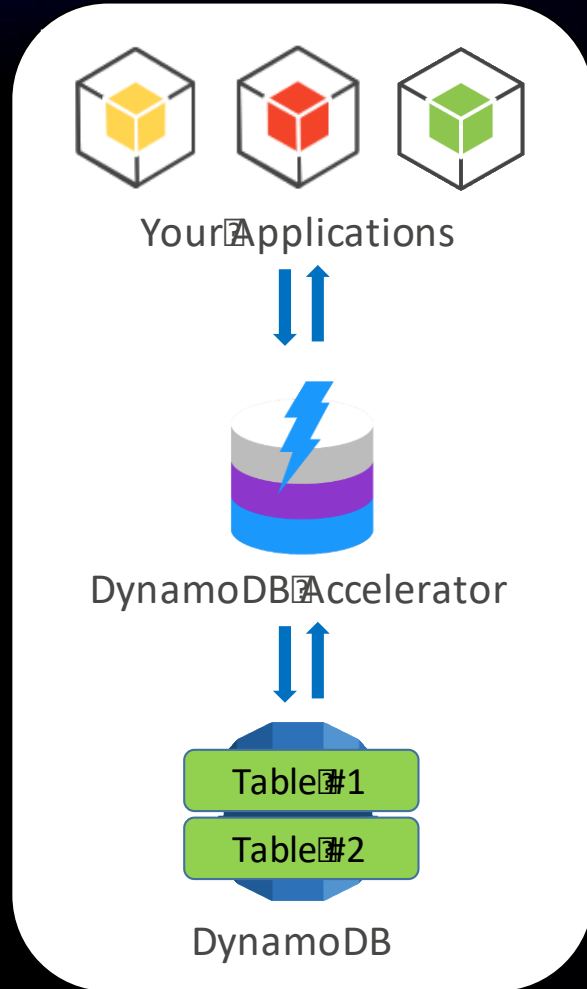 Your Applications
DynamoDB Accelerator
Table #1
Table #2
DynamoDB